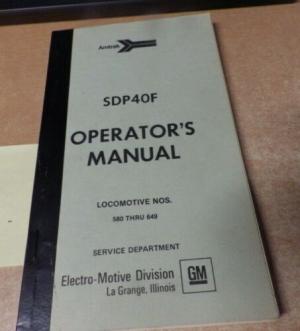 Amtrak
SDP40F
OPERATOR'S
MANUAL
LOCOMOTIVE NOS.
580 THRU 649
SERVICE DEPARTMENT
Electro-Motive Division GM
La Grange, Illinois